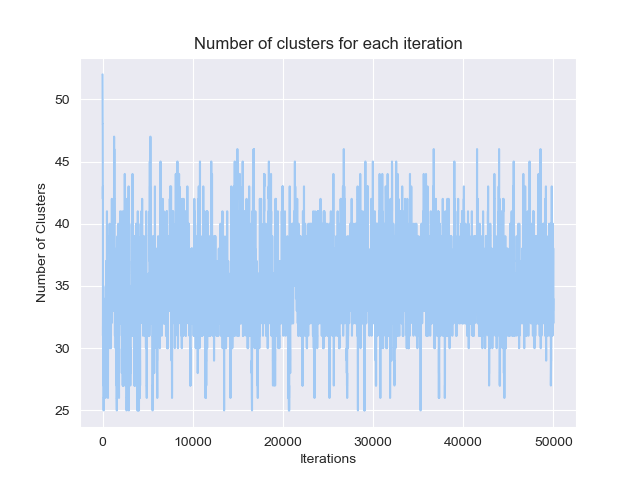 Number of clusters for each iteration
Number of Clusters
50
45
40
35
30
25
0 10000 20000 30000 40000 50000
Iterations